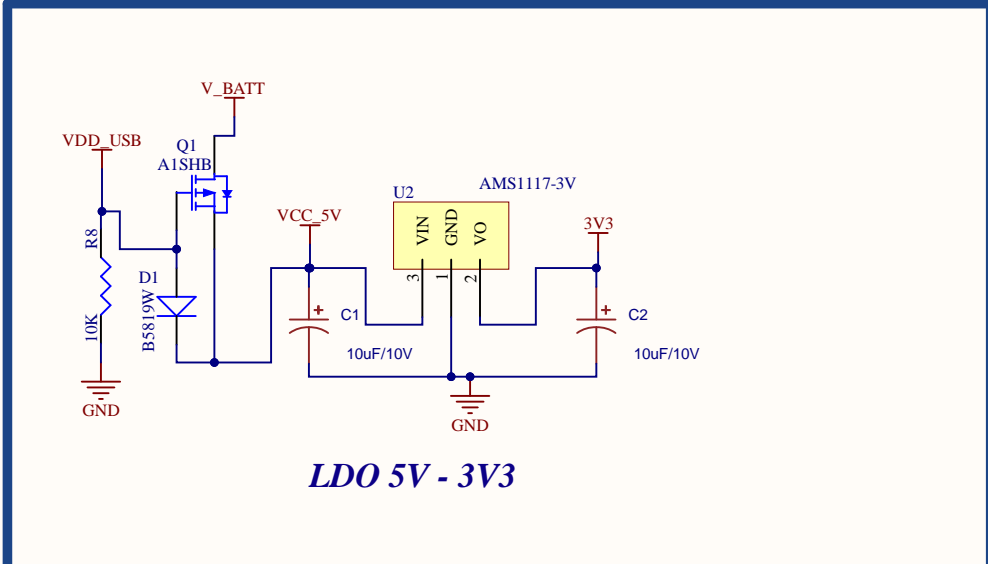 V_BATT
VDD_USB
Q1
A1SHB
R8
10K
GND
D1
B5819W
VCC_5V
C1
10uF/10V
U2
AMS1117-3V
VIN
GND
VO
3
1
2
GND
3V3
C2
10uF/10V
LDO 5V - 3V3